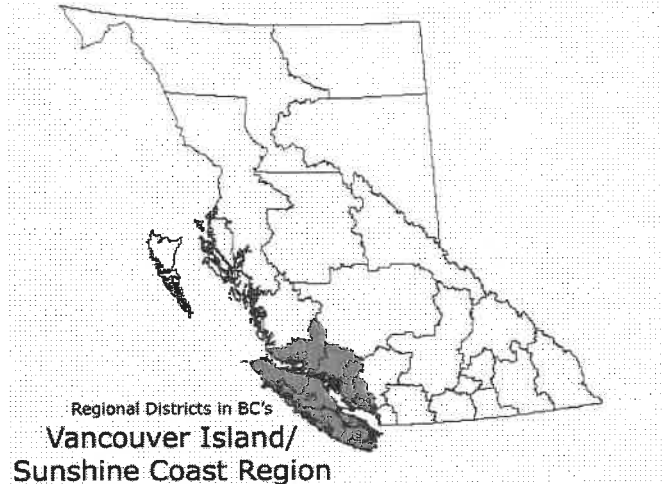 Regional Districts in BC's
Vancouver Island/
Sunshine Coast Region